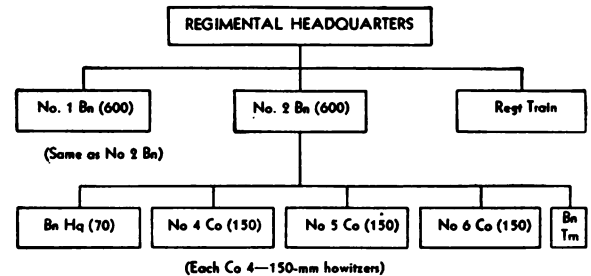 REGIMENTAL HEADQUARTERS
No. 1 Bn (600)
No. 2 Bn (600)
Regt Train
(Same as No 2 Bn)
Bn Hq (70)
No 4 Co (150)
No 5 Co (150)
No 6 Co (150)
Bn
Trn
(Each Co 4—150-mm howitzers)